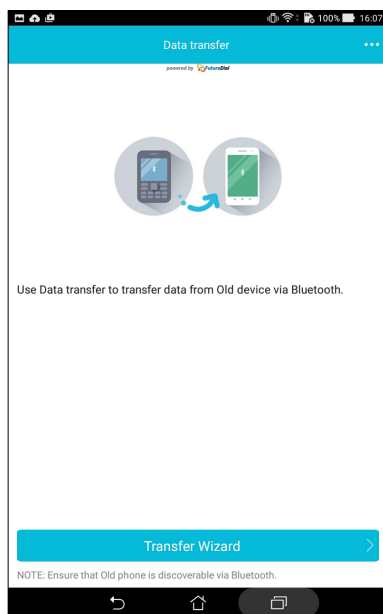 100% 16:07
Data transfer
powered by FutureDial
Use Data transfer to transfer data from Old device via Bluetooth.
Transfer Wizard
NOTE: Ensure that Old phone is discoverable via Bluetooth.